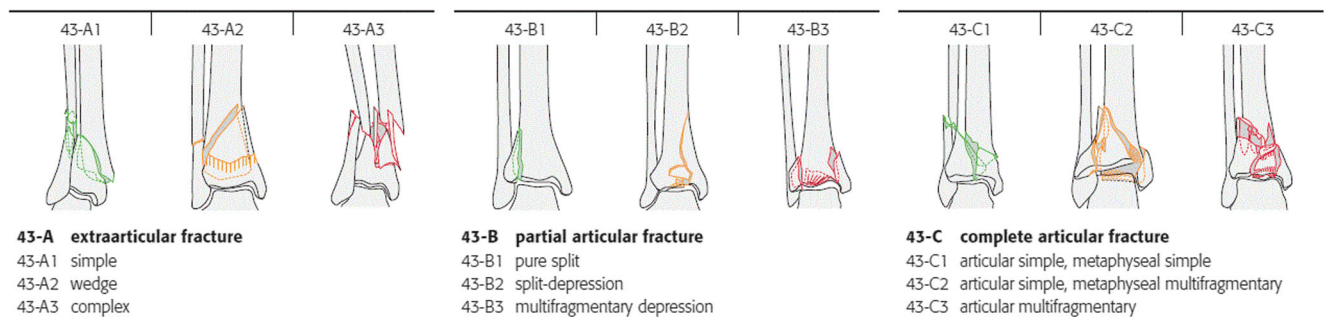 43-A1 43-A2 43-A3
43-B1 43-B2 43-B3
43-C1 43-C2 43-C3
43-A extraarticular fracture
43-A1 simple
43-A2 wedge
43-A3 complex
43-B partial articular fracture
43-B1 pure split
43-B2 split-depression
43-B3 multifragmentary depression
43-C complete articular fracture
43-C1 articular simple, metaphyseal simple
43-C2 articular simple, metaphyseal multifragmentary
43-C3 articular multifragmentary